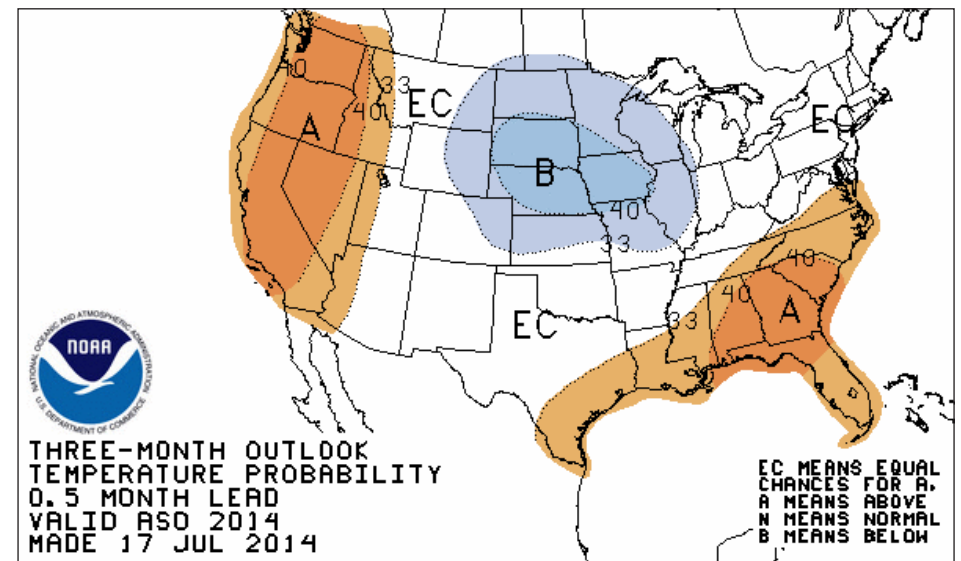 40
33
EC
40
A
EC
B
40
33
40
40
33
A
EC
NATIONAL OCEANIC AND ATMOSPHERIC ADMINISTRATION
NOAA
U.S. DEPARTMENT OF COMMERCE
THREE-MONTH OUTLOOK
TEMPERATURE PROBABILITY
0.5 MONTH LEAD
VALID ASO 2014
MADE 17 JUL 2014
EC MEANS EQUAL
CHANCES FOR A,
A MEANS ABOVE
N MEANS NORMAL
B MEANS BELOW